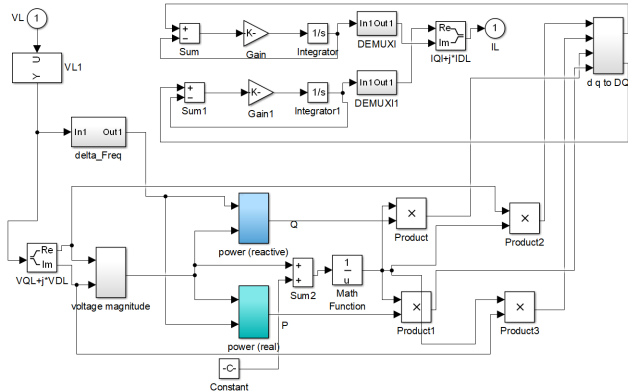 VL
1
U
Y
VL1
+
-
Sum
K-
Gain
1/s
Integrator
In1 Out1
DEMUXI
Re
Im
IQI+j*IDL
1
IL
+
-
Sum1
K-
Gain1
1/s
Integrator1
In1 Out1
DEMUXI1
d q to DQ
In1 Out1
delta_Freq
Re
Im
VQL+j*VDL
voltage magnitude
Q
power (reactive)
P
power (real)
+
+
Sum2
1
u
Math
Function
×
Product
×
Product1
×
Product2
×
Product3
-C-
Constant